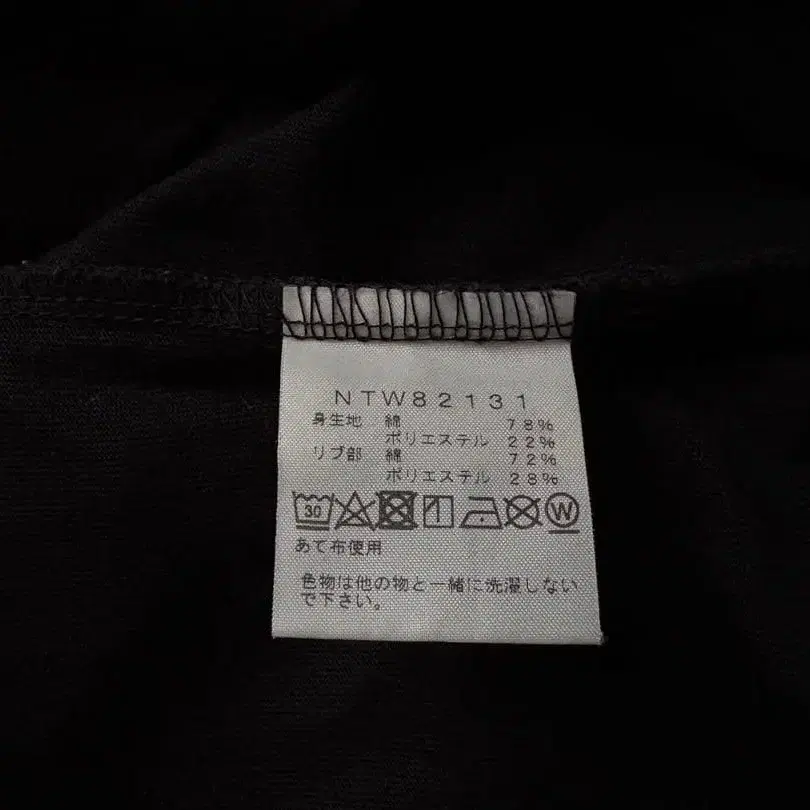 NTW82131
身生地 綿 78%
ポリエステル 22%
リブ部 綿 72%
ポリエステル 28%
30 W
あて布使用
色物は他の物と一緒に洗濯しない
で下さい。